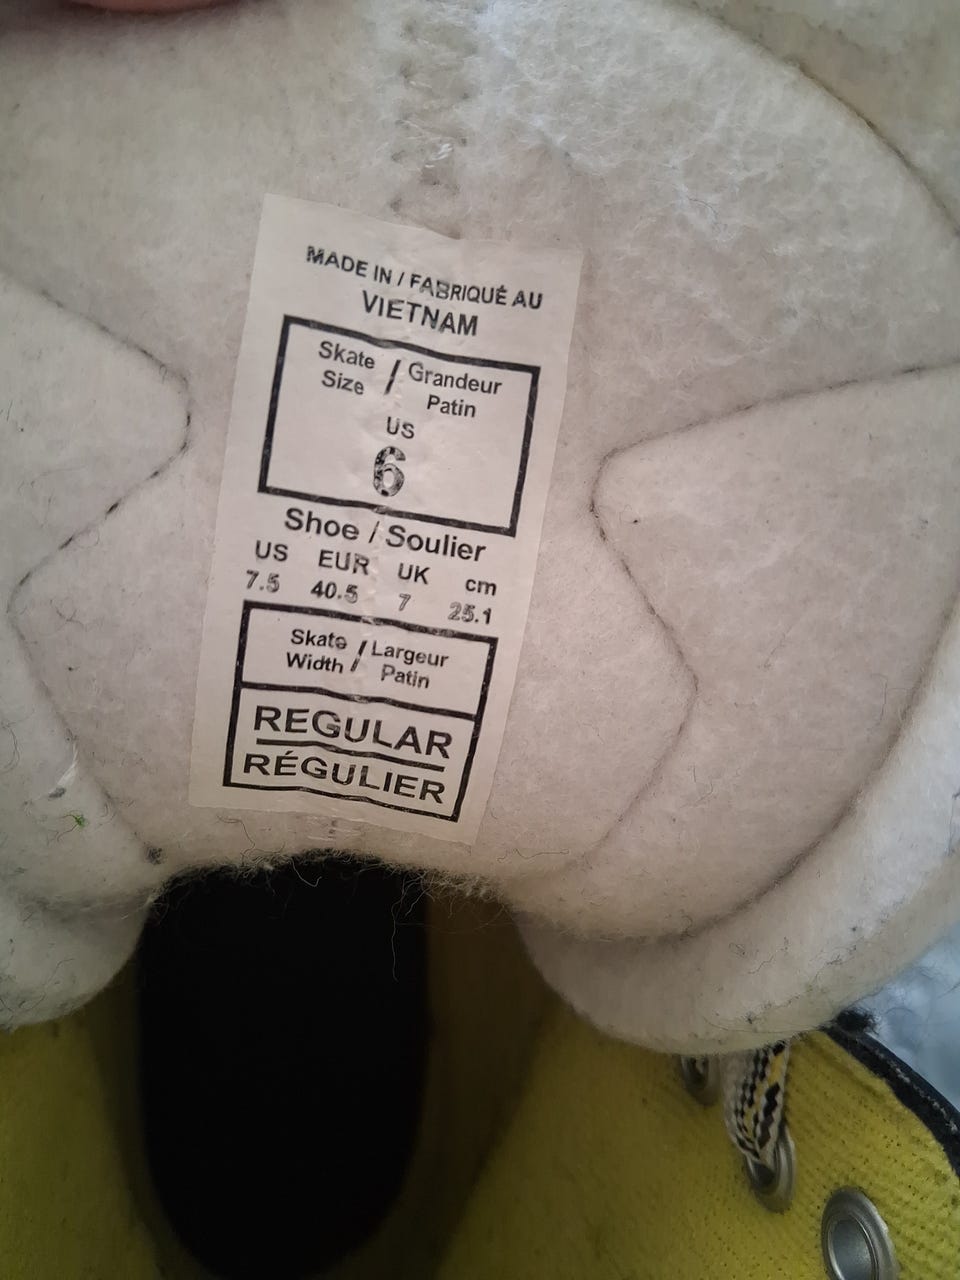 MADE IN / FABRIQUÉ AU
VIETNAM
Skate Size / Grandeur Patin
US
6
Shoe / Soulier
US EUR UK cm
7.5 40.5 7 25.1
Skate Width / Largeur Patin
REGULAR
RÉGULIER